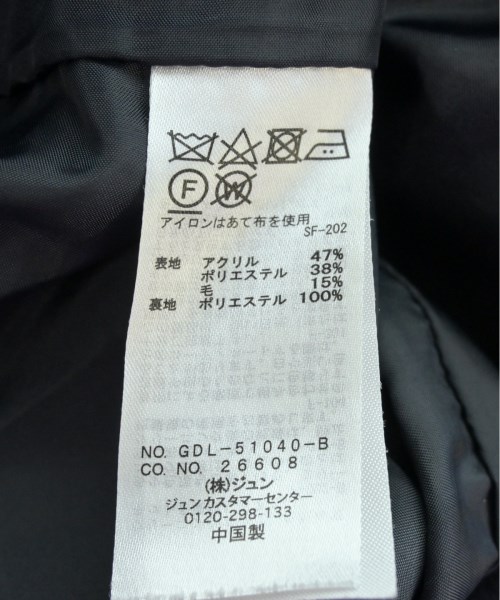 F W
アイロンはあて布を使用
SF-202
表地 アクリル 47%
ポリエステル 38%
毛 15%
裏地 ポリエステル 100%
NO. GDL-51040-B
CO. NO. 26608
(株)ジュン
ジュンカスタマーセンター
0120-298-133
中国製